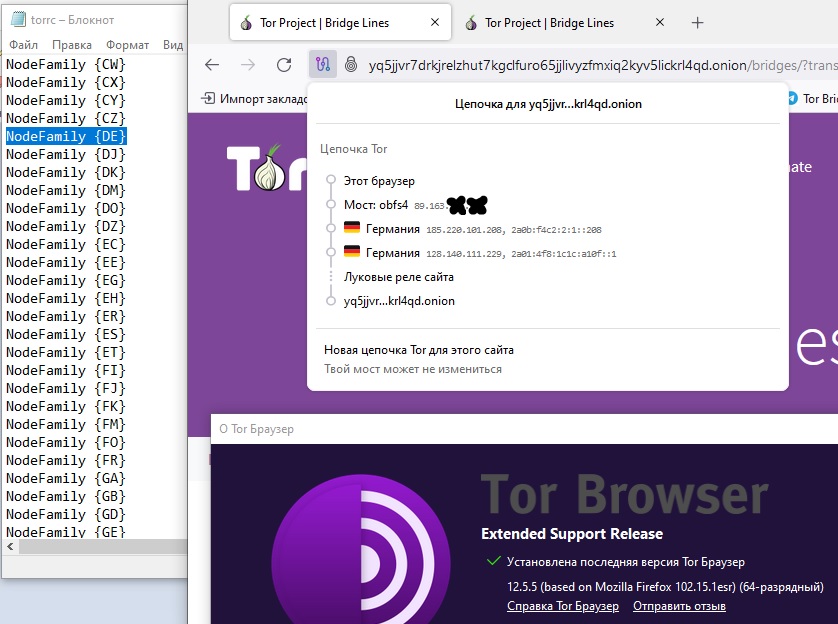 torrc – Блокнот
Файл Правка Формат Вид
NodeFamily {CW}
NodeFamily {CX}
NodeFamily {CY}
NodeFamily {CZ}
NodeFamily {DE}
NodeFamily {DJ}
NodeFamily {DK}
NodeFamily {DM}
NodeFamily {DO}
NodeFamily {DZ}
NodeFamily {EC}
NodeFamily {EE}
NodeFamily {EG}
NodeFamily {EH}
NodeFamily {ER}
NodeFamily {ES}
NodeFamily {ET}
NodeFamily {FI}
NodeFamily {FJ}
NodeFamily {FK}
NodeFamily {FM}
NodeFamily {FO}
NodeFamily {FR}
NodeFamily {GA}
NodeFamily {GB}
NodeFamily {GD}
NodeFamily {GE}
Tor Project | Bridge Lines
Tor Project | Bridge Lines
yq5jjvr7drkjrelzhut7kgclfuro65jjlivyzfmxiq2kyv5lickrl4qd.onion/bridges/?trans
Импорт закладо
Tor Bri
Tor
nate
es
Цепочка для yq5jjvr...krl4qd.onion
Цепочка Tor
Этот браузер
Мост: obfs4 89.163.
Германия 185.220.101.208, 2a0b:f4c2:2:1::208
Германия 128.140.111.229, 2a01:4f8:1c1c:a10f::1
Луковые реле сайта
yq5jjvr...krl4qd.onion
Новая цепочка Tor для этого сайта
Твой мост может не измениться
О Tor Браузер
Tor Browser
Extended Support Release
Установлена последняя версия Tor Браузер
12.5.5 (based on Mozilla Firefox 102.15.1esr) (64-разрядный)
Справка Tor Браузер Отправить отзыв